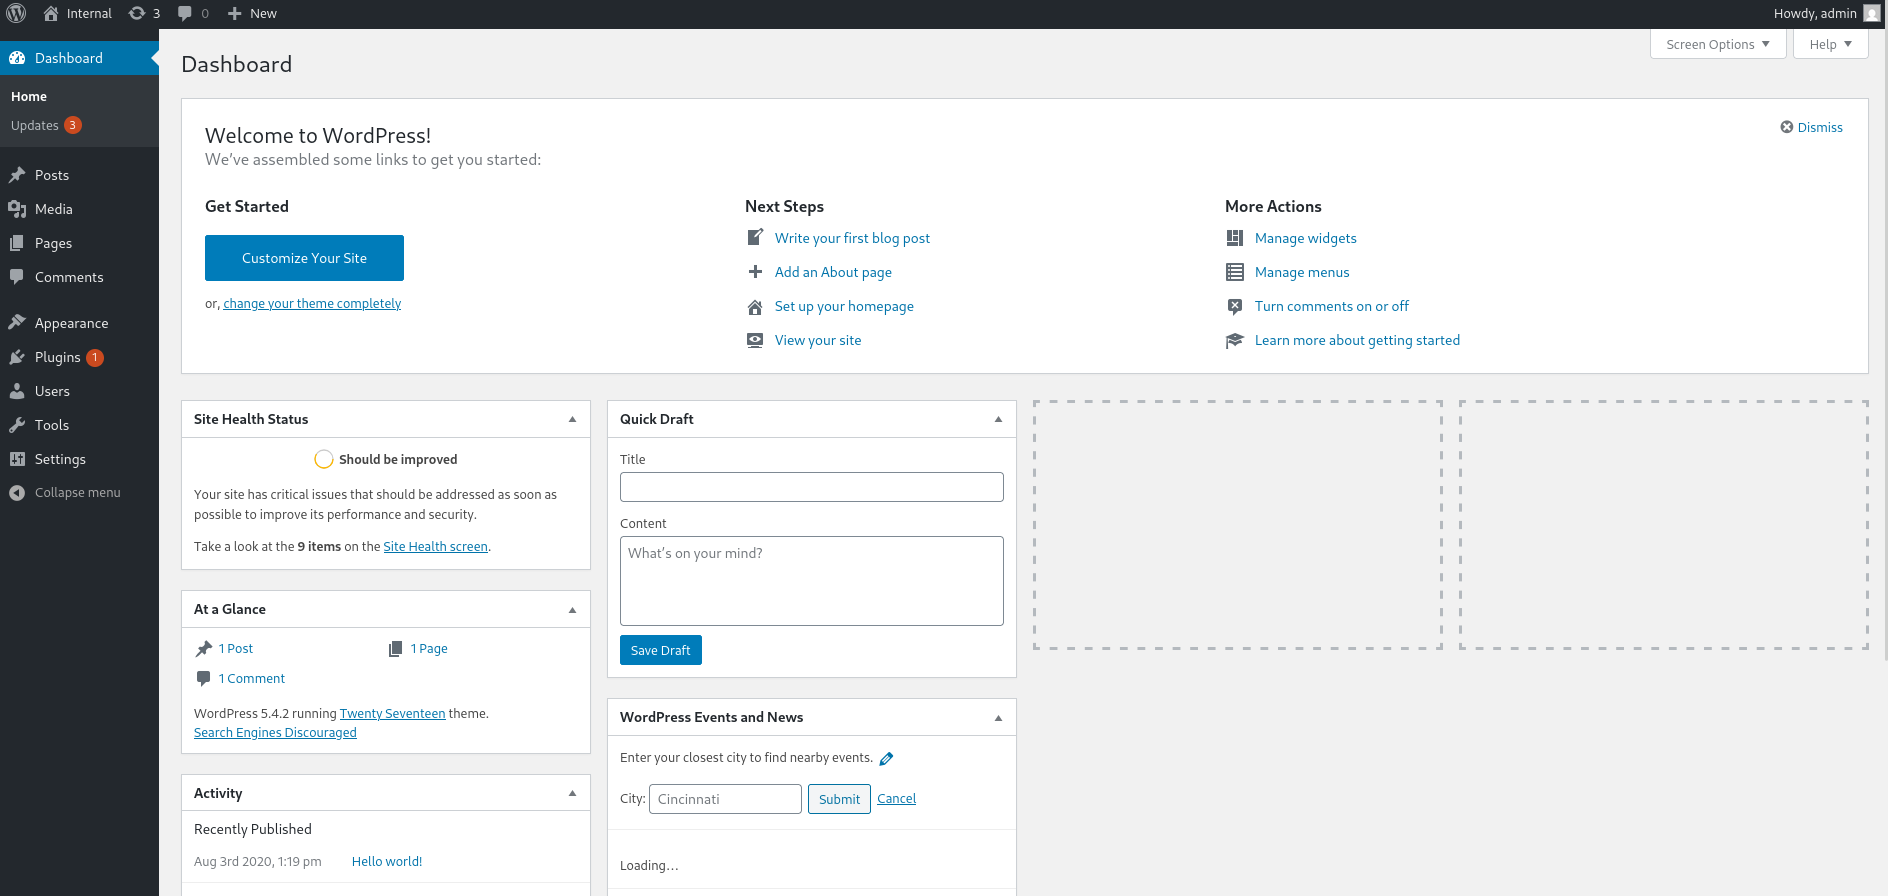 Internal
3
0
New
Howdy, admin
Dashboard
Home
Updates 3
Posts
Media
Pages
Comments
Appearance
Plugins 1
Users
Tools
Settings
Collapse menu
Screen Options
Help
Dashboard
Welcome to WordPress!
We've assembled some links to get you started:
Dismiss
Get Started
Customize Your Site
or, change your theme completely
Next Steps
Write your first blog post
Add an About page
Set up your homepage
View your site
More Actions
Manage widgets
Manage menus
Turn comments on or off
Learn more about getting started
Site Health Status
Should be improved
Your site has critical issues that should be addressed as soon as
possible to improve its performance and security.
Take a look at the 9 items on the Site Health screen.
At a Glance
1 Post
1 Page
1 Comment
WordPress 5.4.2 running Twenty Seventeen theme.
Search Engines Discouraged
Activity
Recently Published
Aug 3rd 2020, 1:19 pm
Hello world!
Quick Draft
Title
Content
What's on your mind?
Save Draft
WordPress Events and News
Enter your closest city to find nearby events.
City: Cincinnati Submit Cancel
Loading…